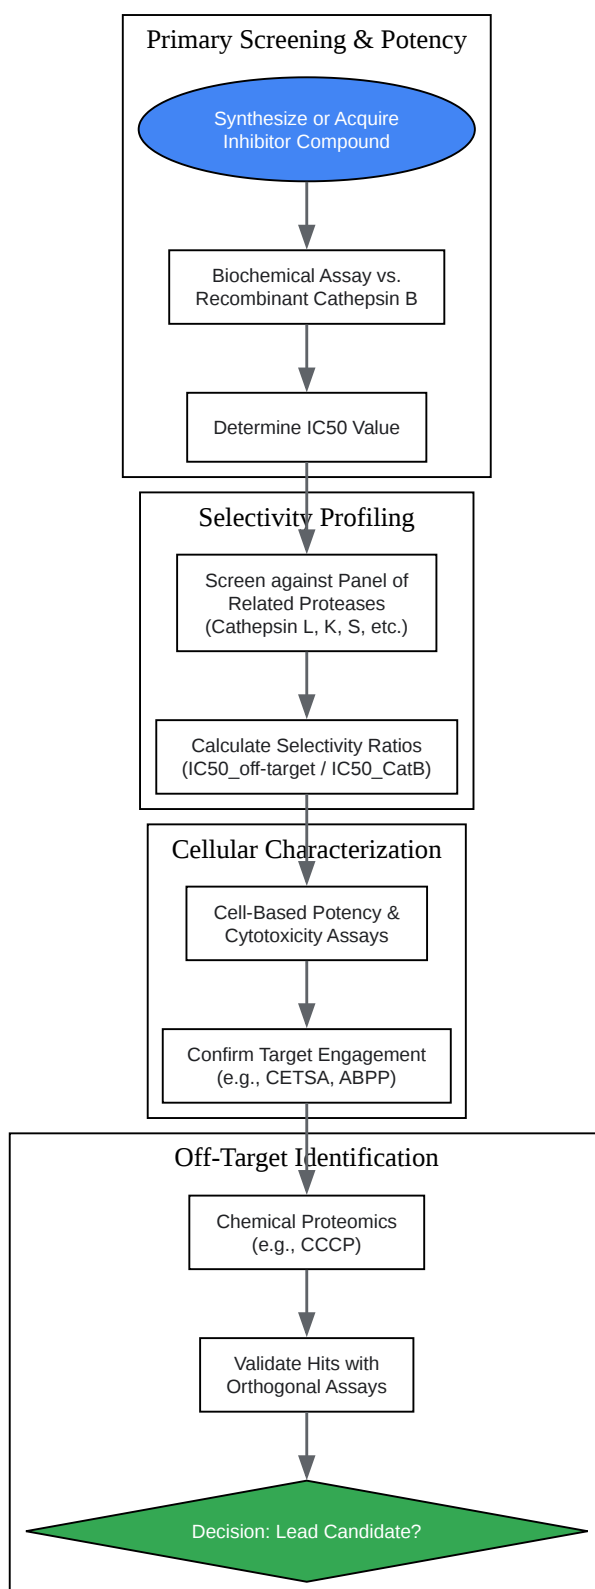 Primary Screening & Potency
Synthesize or Acquire
Inhibitor Compound
Biochemical Assay vs.
Recombinant Cathepsin B
Determine IC50 Value
Selectivity Profiling
Screen against Panel of
Related Proteases
(Cathepsin L, K, S, etc.)
Calculate Selectivity Ratios
(IC50_off-target / IC50_CatB)
Cellular Characterization
Cell-Based Potency &
Cytotoxicity Assays
Confirm Target Engagement
(e.g., CETSA, ABPP)
Off-Target Identification
Chemical Proteomics
(e.g., CCCP)
Validate Hits with
Orthogonal Assays
Decision: Lead Candidate?